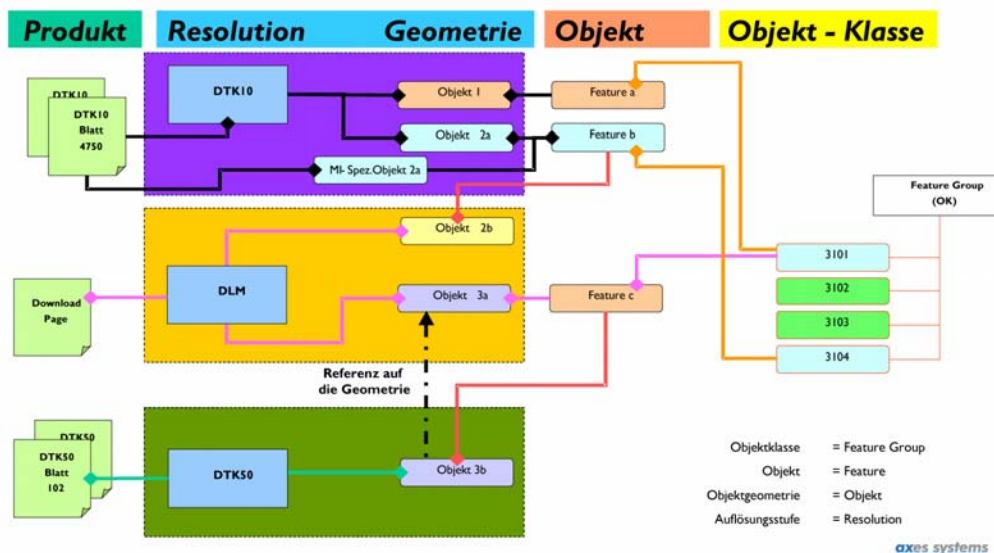 Produkt
Resolution
Geometrie
Objekt
Objekt - Klasse
DTK10
DTK10
Blatt
4750
DTK10
Objekt 1
Objekt 2a
MI- Spez.Objekt 2a
Feature a
Feature b
Feature Group
(OK)
Objekt 2b
DLM
Objekt 3a
Feature c
Download
Page
3101
3102
3103
3104
Referenz auf
die Geometrie
DTK50
DTK50
Blatt
102
DTK50
Objekt 3b
Objektklasse = Feature Group
Objekt = Feature
Objektgeometrie = Objekt
Auflösungsstufe = Resolution
axes systems